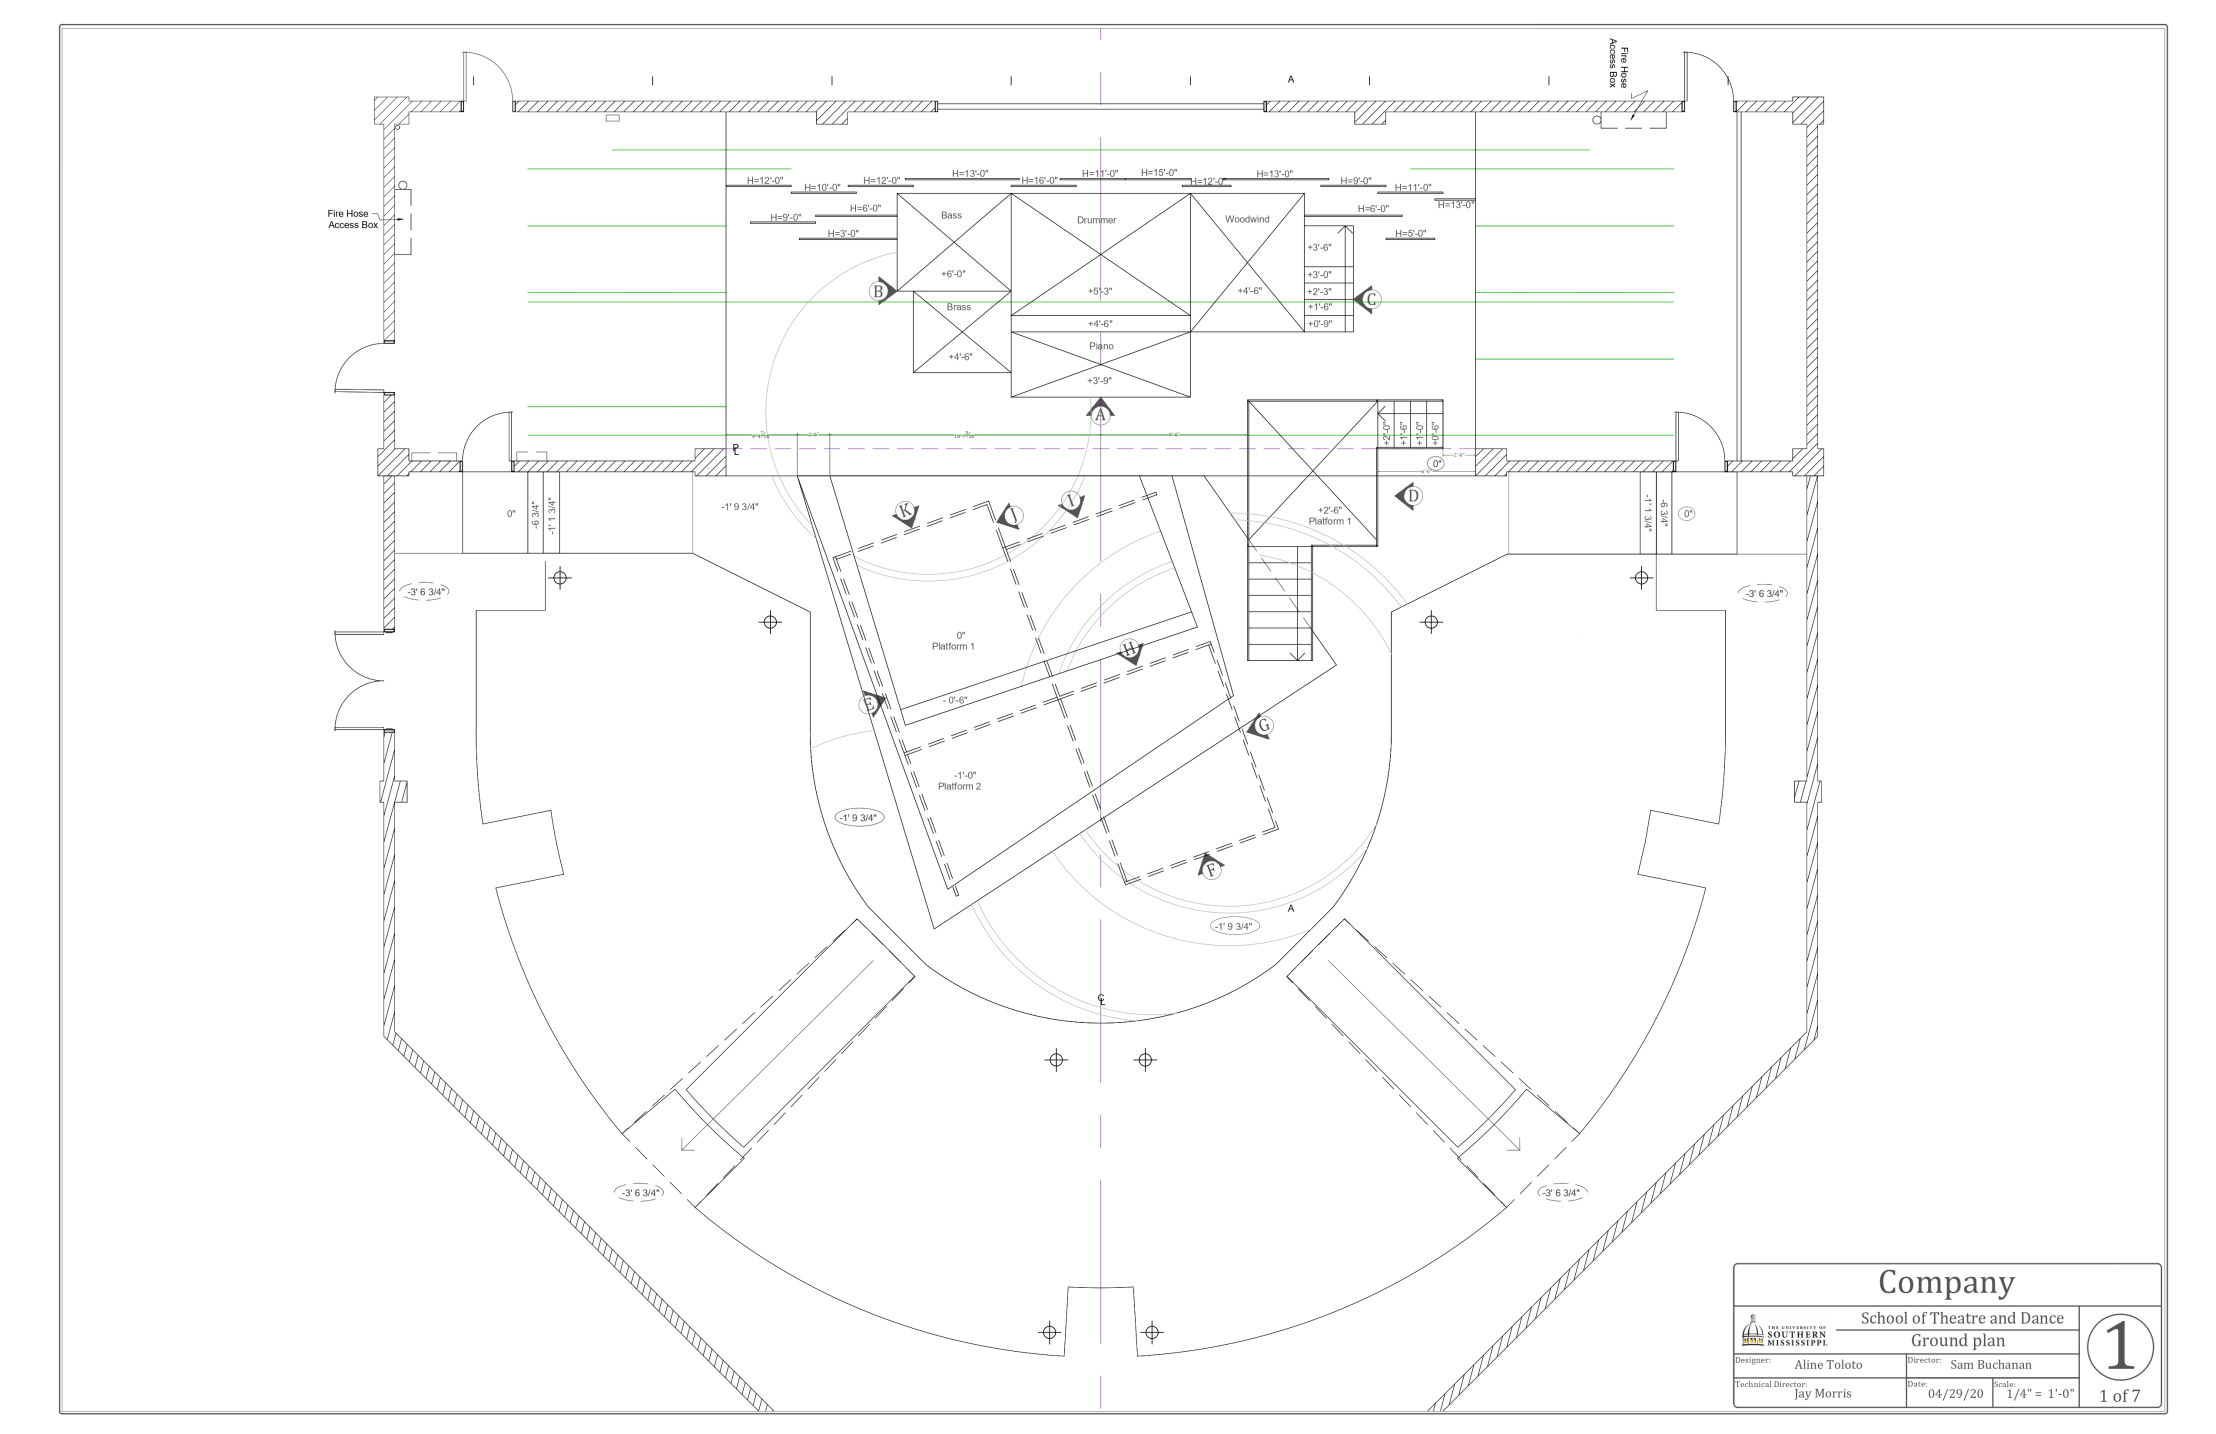 Fire Hose
Access Box
A
H=12'-0"
H=10'-0"
H=12'-0"
H=13'-0"
H=16'-0"
H=11'-0"
H=15'-0"
H=12'-0"
H=13'-0"
H=9'-0"
H=11'-0"
H=13'-0"
H=9'-0"
H=6'-0"
H=3'-0"
H=6'-0"
H=5'-0"
Fire Hose
Access Box
Bass
+6'-0"
Drummer
+5'-3"
Woodwind
+4'-6"
+3'-6"
+3'-0"
+2'-3"
+1'-6"
+0'-9"
B
C
Brass
+4'-6"
+4'-6"
Piano
+3'-9"
A
+2'-0"
+1'-6"
+1'-0"
+0'-6"
PL
0"
D
+2'-6"
Platform 1
0"
-6 3/4"
-1' 1 3/4"
-1' 9 3/4"
K
J
I
-1' 1 3/4"
-6 3/4"
0"
-3' 6 3/4"
-3' 6 3/4"
0"
Platform 1
H
E
- 0'-6"
G
-1'-0"
Platform 2
-1' 9 3/4"
F
A
-1' 9 3/4"
CL
-3' 6 3/4"
-3' 6 3/4"
Company
THE UNIVERSITY OF
SOUTHERN
MISSISSIPPI.
School of Theatre and Dance
Ground plan
1
Designer: Aline Toloto
Director: Sam Buchanan
Technical Director: Jay Morris
Date: 04/29/20
Scale: 1/4" = 1'-0"
1 of 7